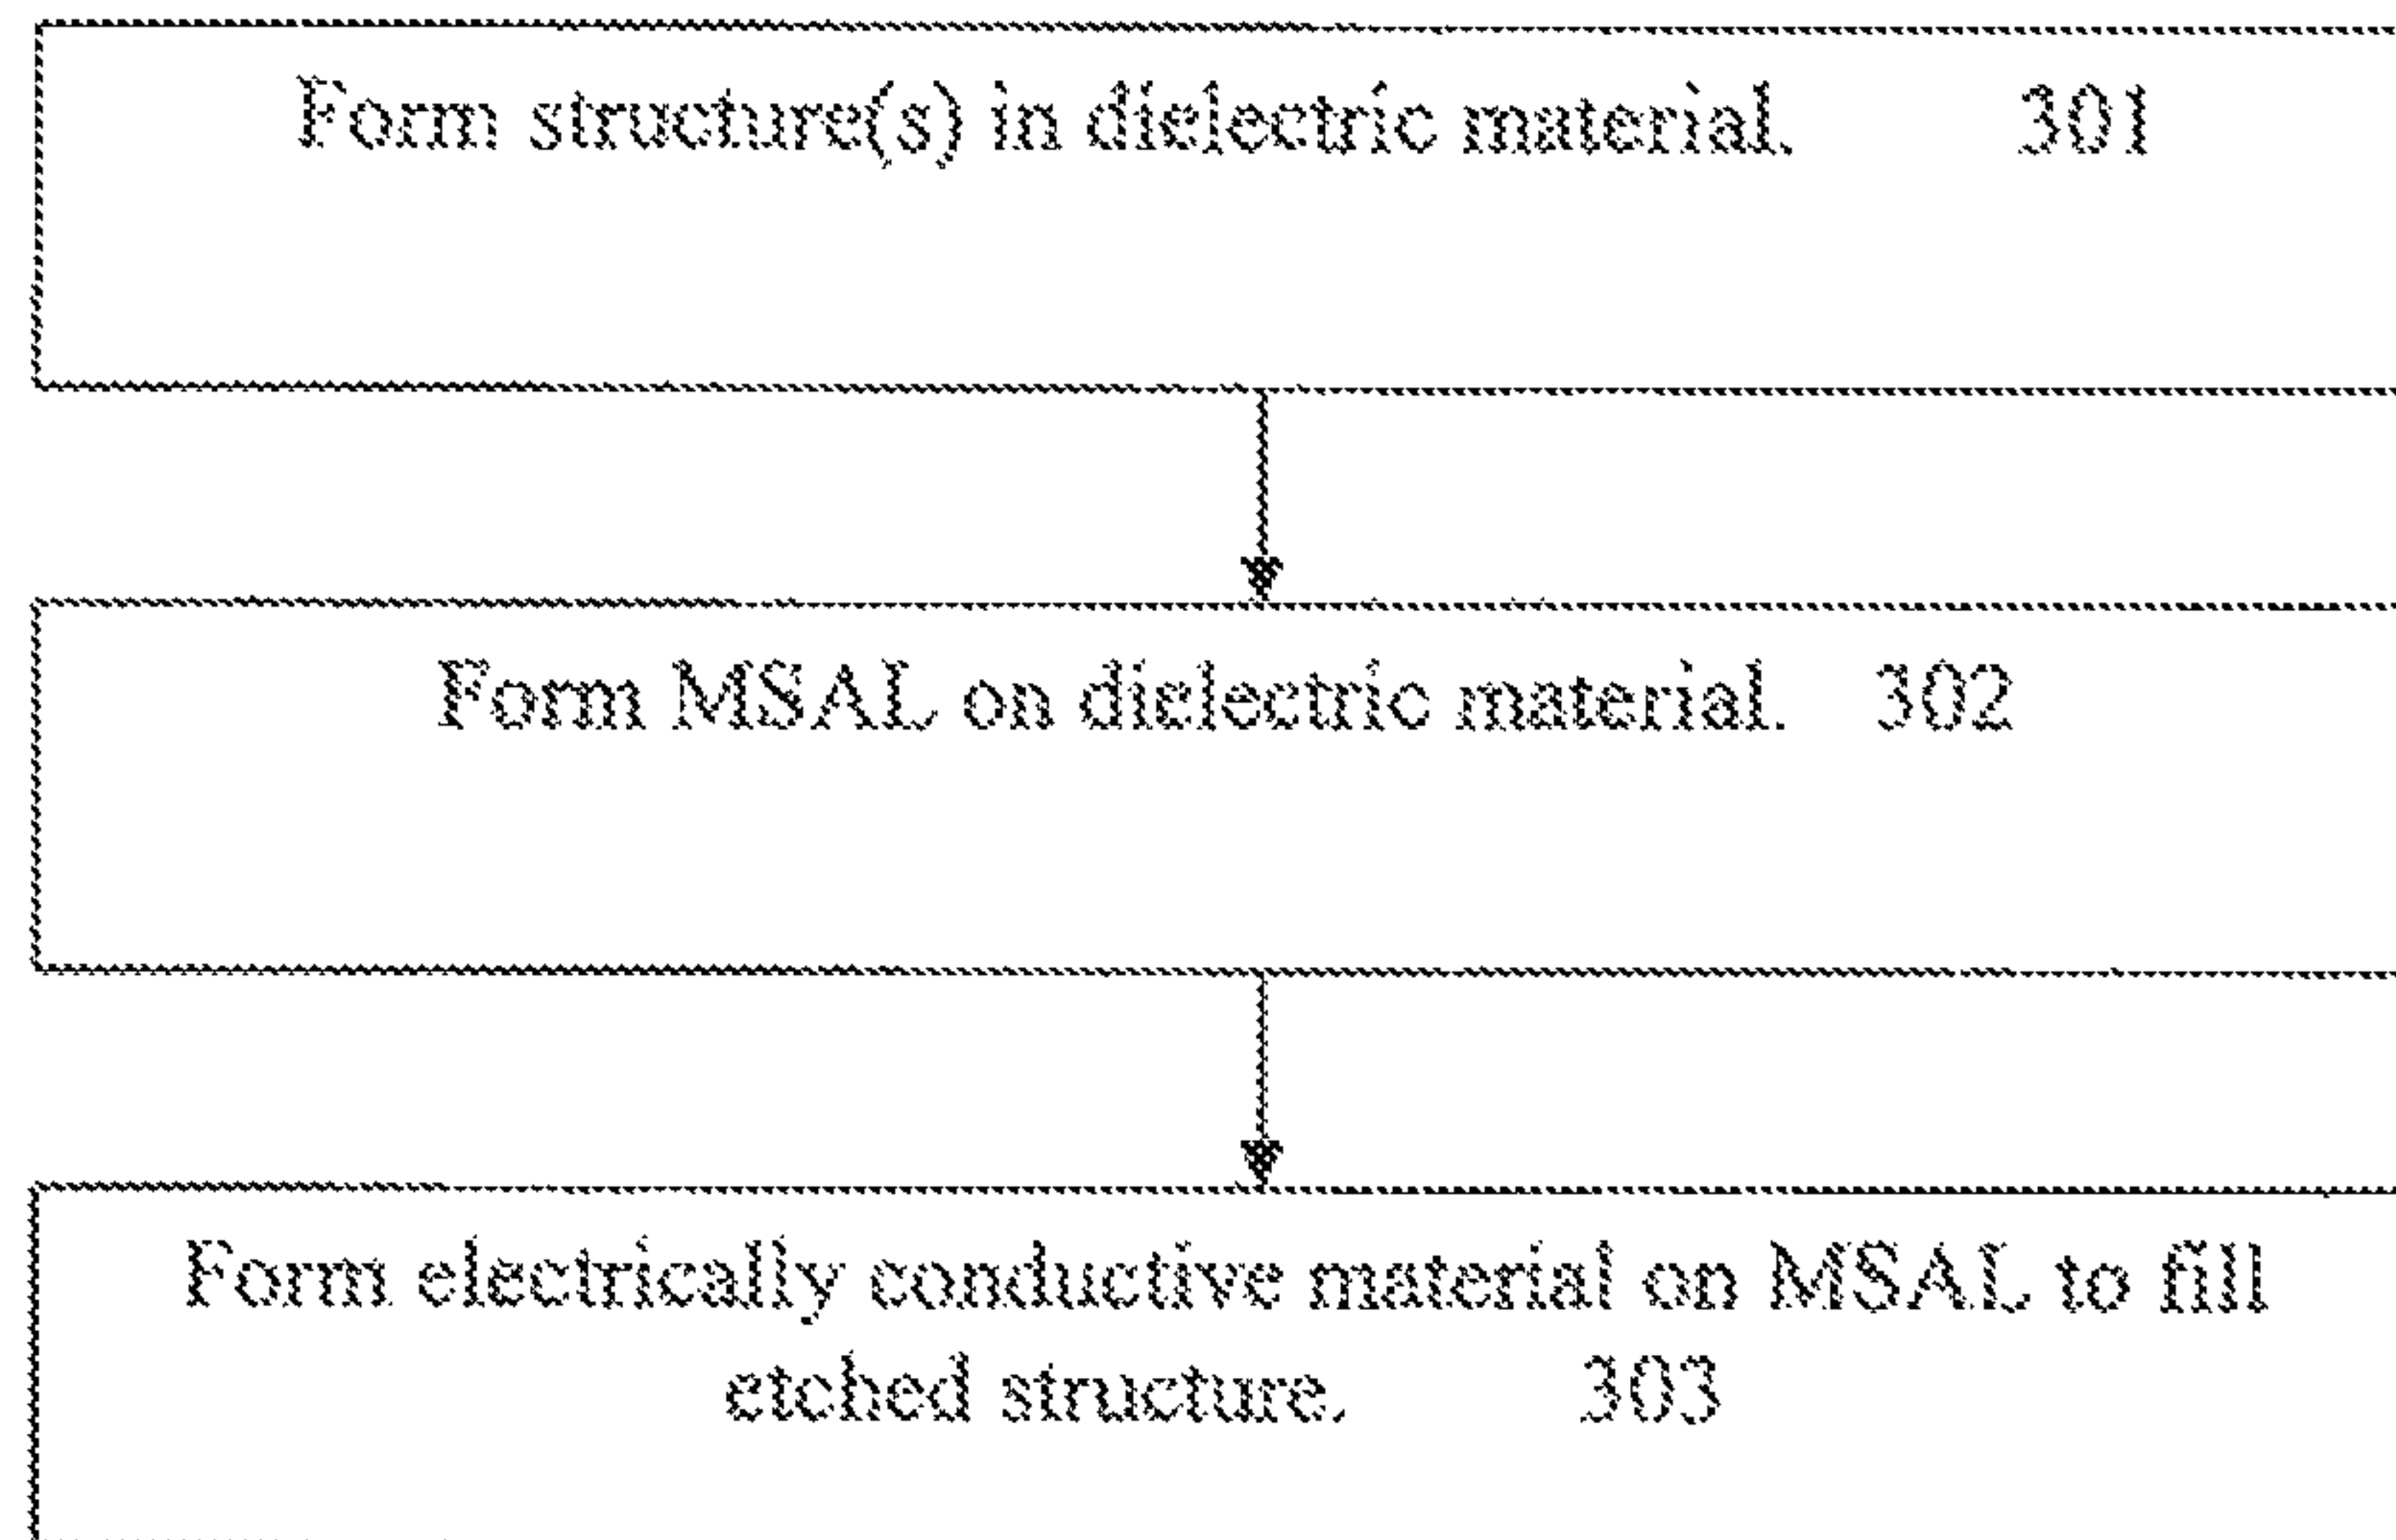 Form structure(s) in dielectric material. 301
Form MSAL on dielectric material. 302
Form electrically conductive material on MSAL to fill
etched structure. 303